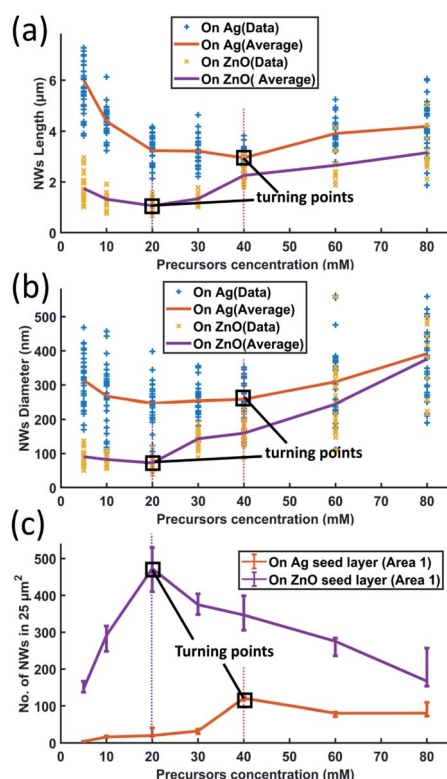 (a)
On Ag(Data)
On Ag(Average)
On ZnO(Data)
On ZnO( Average)
NWs Length (μm)
6
4
2
0
turning points
0 10 20 30 40 50 60 70 80
Precursors cencentration (mM)
(b)
On Ag(Data)
On Ag(Average)
On ZnO(Data)
On ZnO(Average)
NWs Diameter (nm)
500
400
300
200
100
0
turning points
0 10 20 30 40 50 60 70 80
Precursors cencentration (mM)
(c)
On Ag seed layer (Area 1)
On ZnO seed layer (Area 1)
No. of NWs in 25 μm²
500
400
300
200
100
0
Turning points
0 10 20 30 40 50 60 70 80
Precursors cencentration (mM)